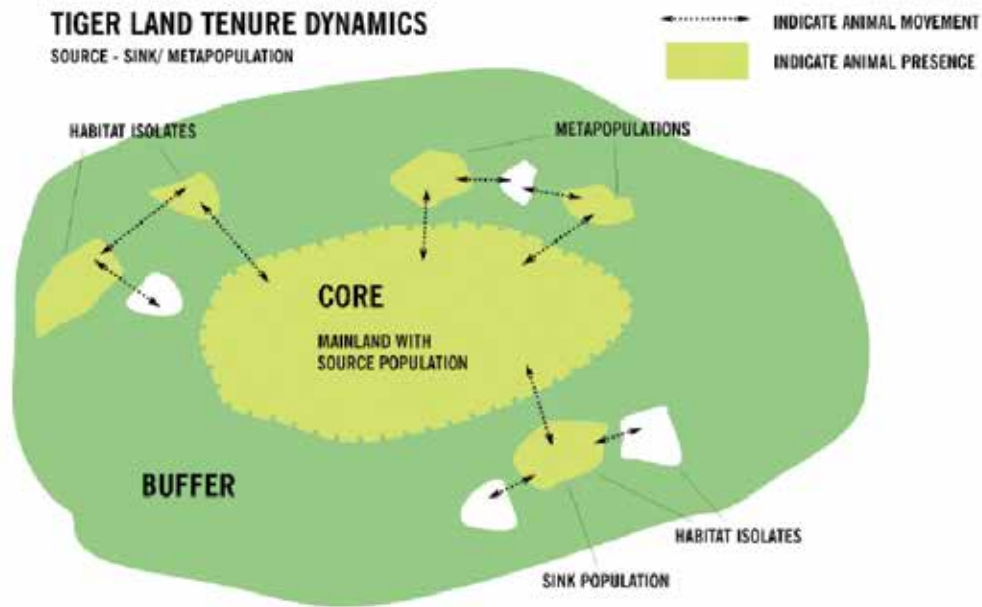 TIGER LAND TENURE DYNAMICS
SOURCE - SINK/ METAPOPULATION
INDICATE ANIMAL MOVEMENT
INDICATE ANIMAL PRESENCE
HABITAT ISOLATES
METAPOPULATIONS
CORE
MAINLAND WITH
SOURCE POPULATION
BUFFER
HABITAT ISOLATES
SINK POPULATION